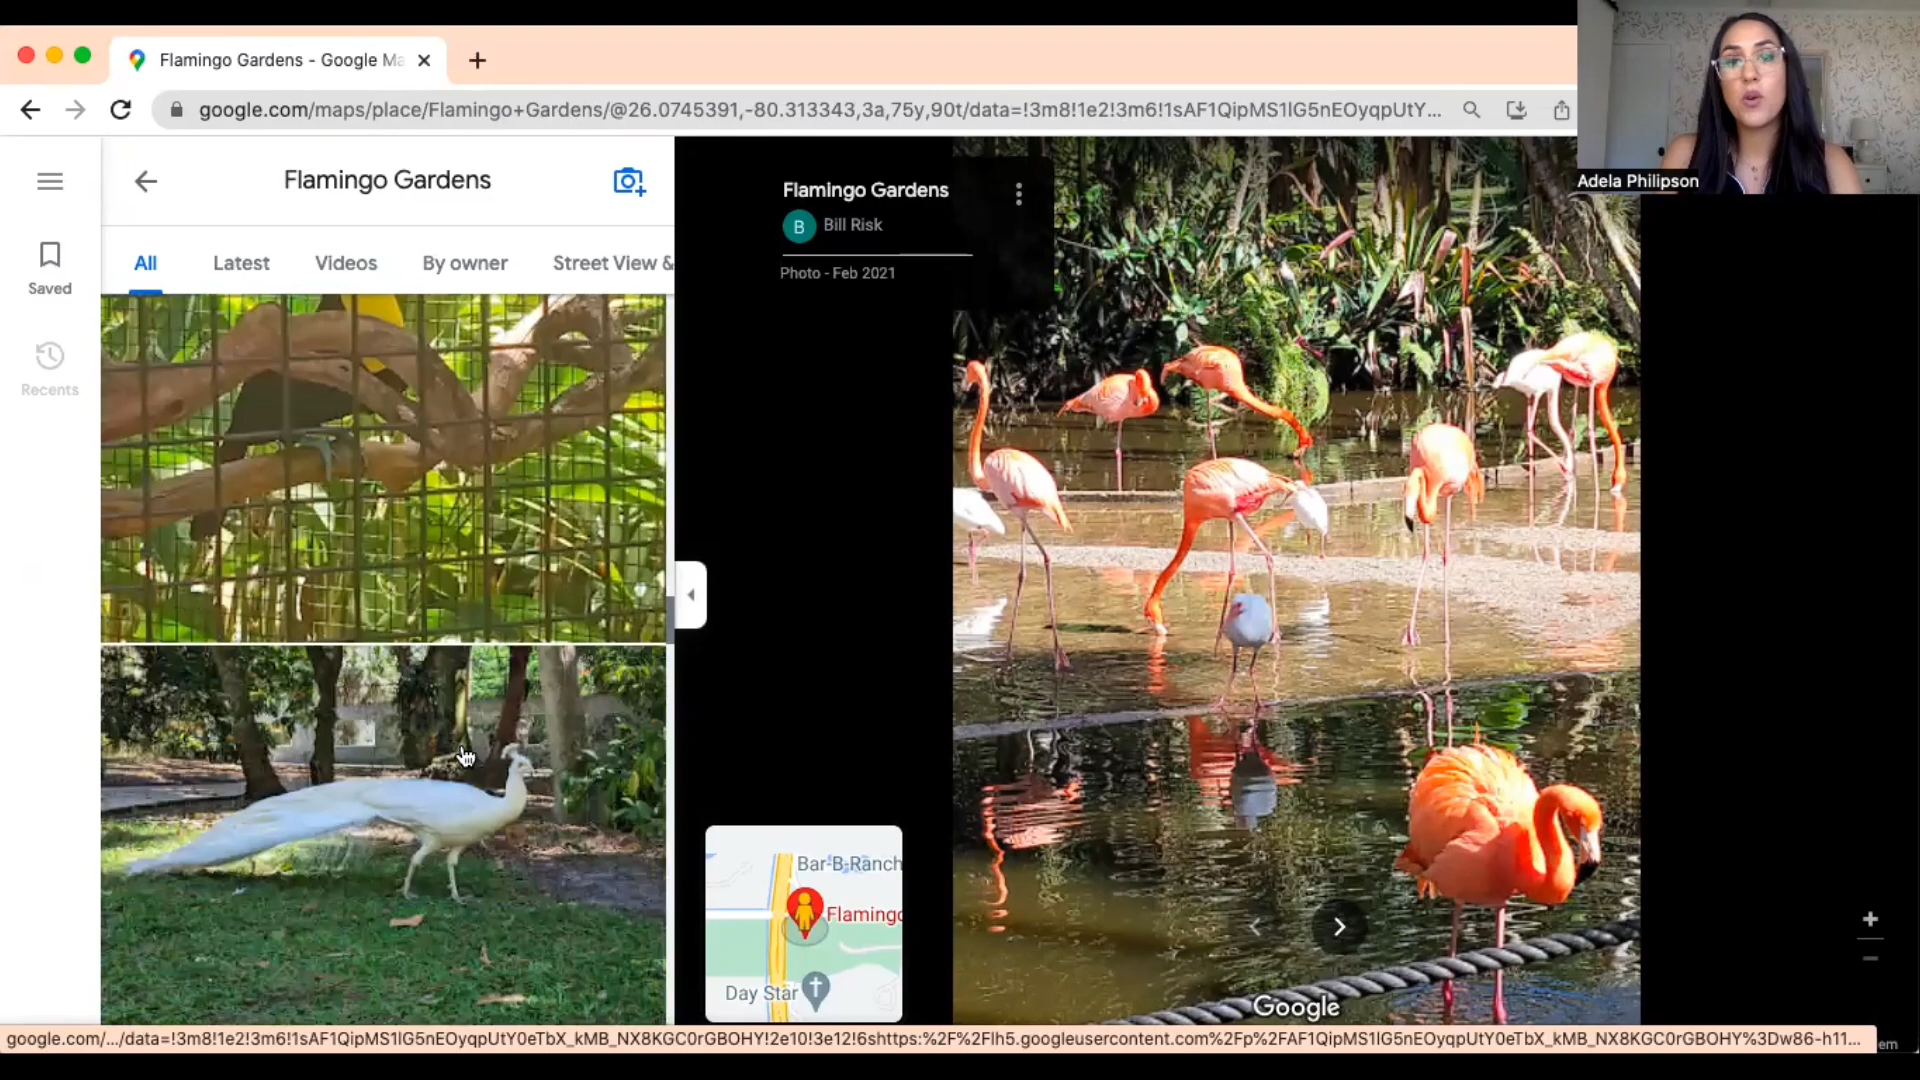 Flamingo Gardens - Google Ma
google.com/maps/place/Flamingo+Gardens/@26.0745391,-80.313343,3a,75y,90t/data=!3m8!1e2!3m6!1sAF1QipMS1lG5nEOyqpUtY...
Adela Philipson
Flamingo Gardens
Saved
Recents
All
Latest
Videos
By owner
Street View &
Flamingo Gardens
B
Bill Risk
Photo - Feb 2021
Bar-B-Ranch
Flamingo
Day Star
Google
google.com/.../data=!3m8!1e2!3m6!1sAF1QipMS1lG5nEOyqpUtY0eTbX_kMB_NX8KGC0rGBOHY!2e10!3e12!6shttps:%2F%2Flh5.googleusercontent.com%2Fp%2FAF1QipMS1lG5nEOyqpUtY0eTbX_kMB_NX8KGC0rGBOHY%3Dw86-h11...
em